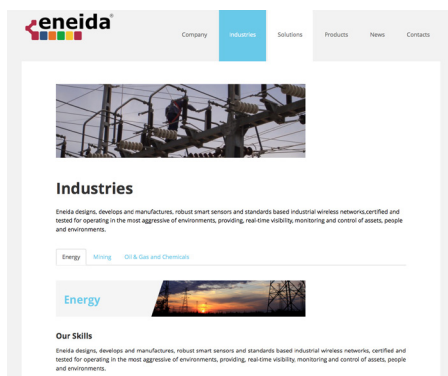 eneida®
Company Industries Solutions Products News Contacts
Industries
Eneida designs, develops and manufactures, robust smart sensors and standards based industrial wireless networks,certified and
tested for operating in the most aggressive of environments, providing, real-time visibility, monitoring and control of assets, people
and environments.
Energy Mining Oil & Gas and Chemicals
Energy
Our Skills
Eneida designs, develops and manufactures, robust smart sensors and standards based industrial wireless networks, certified and
tested for operating in the most aggressive of environments, providing, real-time visibility, monitoring and control of assets, people
and environments.